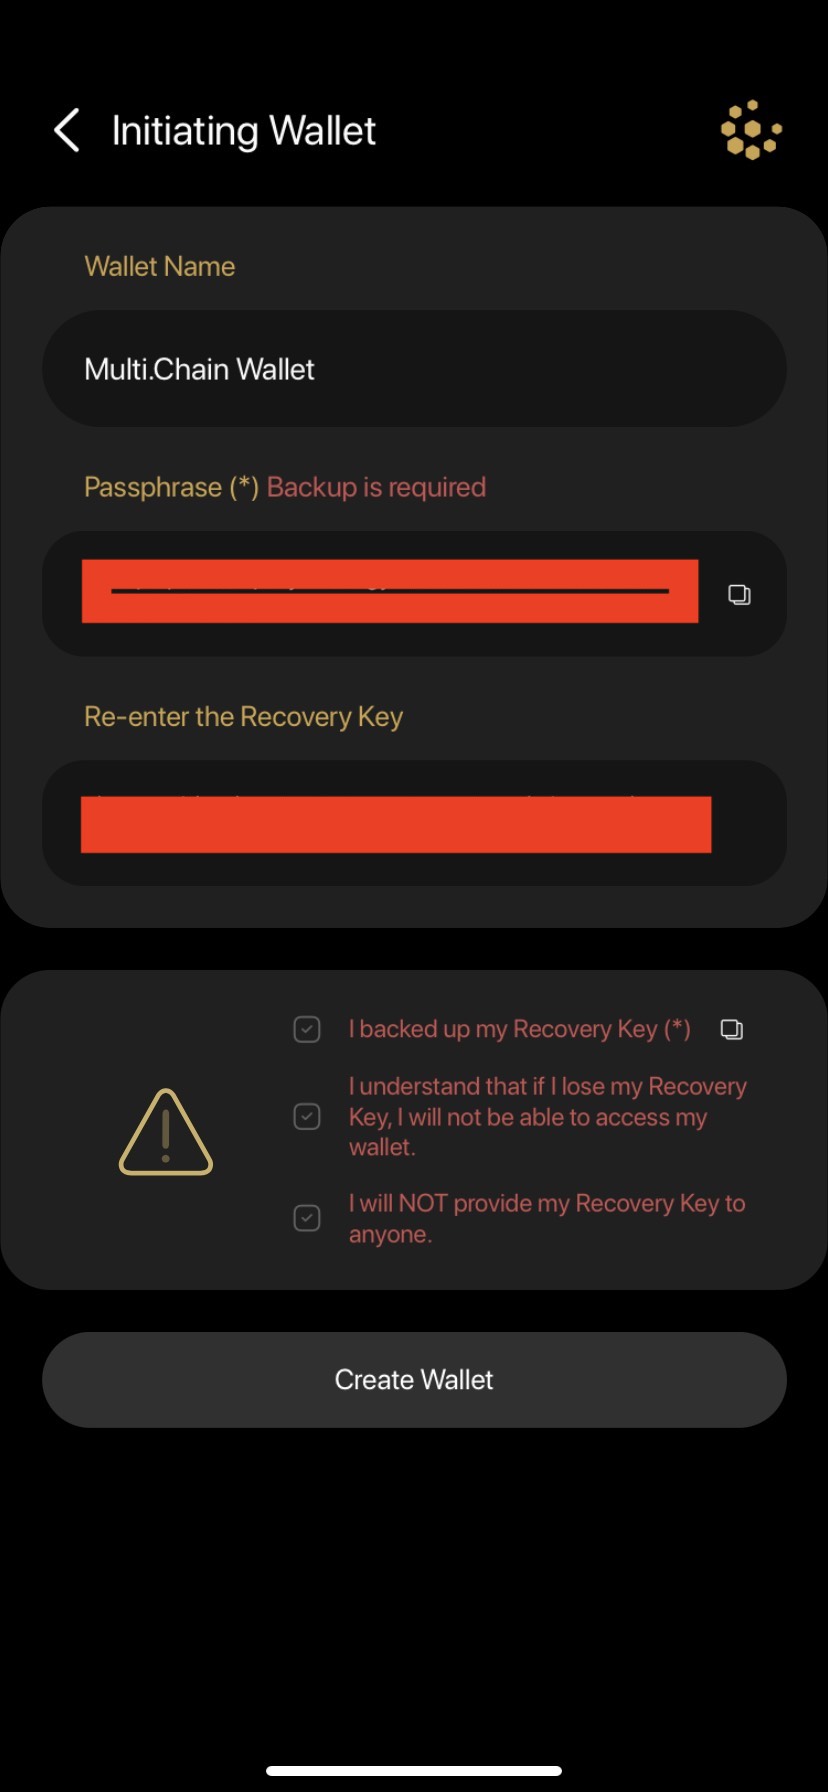 Initiating Wallet
Wallet Name
Multi.Chain Wallet
Passphrase (*) Backup is required
Re-enter the Recovery Key
I backed up my Recovery Key (*)
I understand that if I lose my Recovery
Key, I will not be able to access my
wallet.
I will NOT provide my Recovery Key to
anyone.
Create Wallet